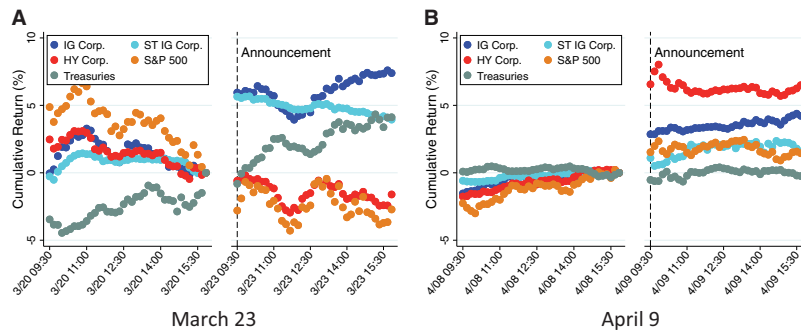 A
B
Cumulative Return (%)
10
5
0
-5
IG Corp.
ST IG Corp.
HY Corp.
S&P 500
Treasuries
Announcement
3/20 09:30
3/20 11:00
3/20 12:30
3/20 14:00
3/20 15:30
3/23 09:30
3/23 11:00
3/23 12:30
3/23 14:00
3/23 15:30
March 23
Cumulative Return (%)
10
5
0
-5
IG Corp.
ST IG Corp.
HY Corp.
S&P 500
Treasuries
Announcement
4/08 09:30
4/08 11:00
4/08 12:30
4/08 14:00
4/08 15:30
4/09 09:30
4/09 11:00
4/09 12:30
4/09 14:00
4/09 15:30
April 9